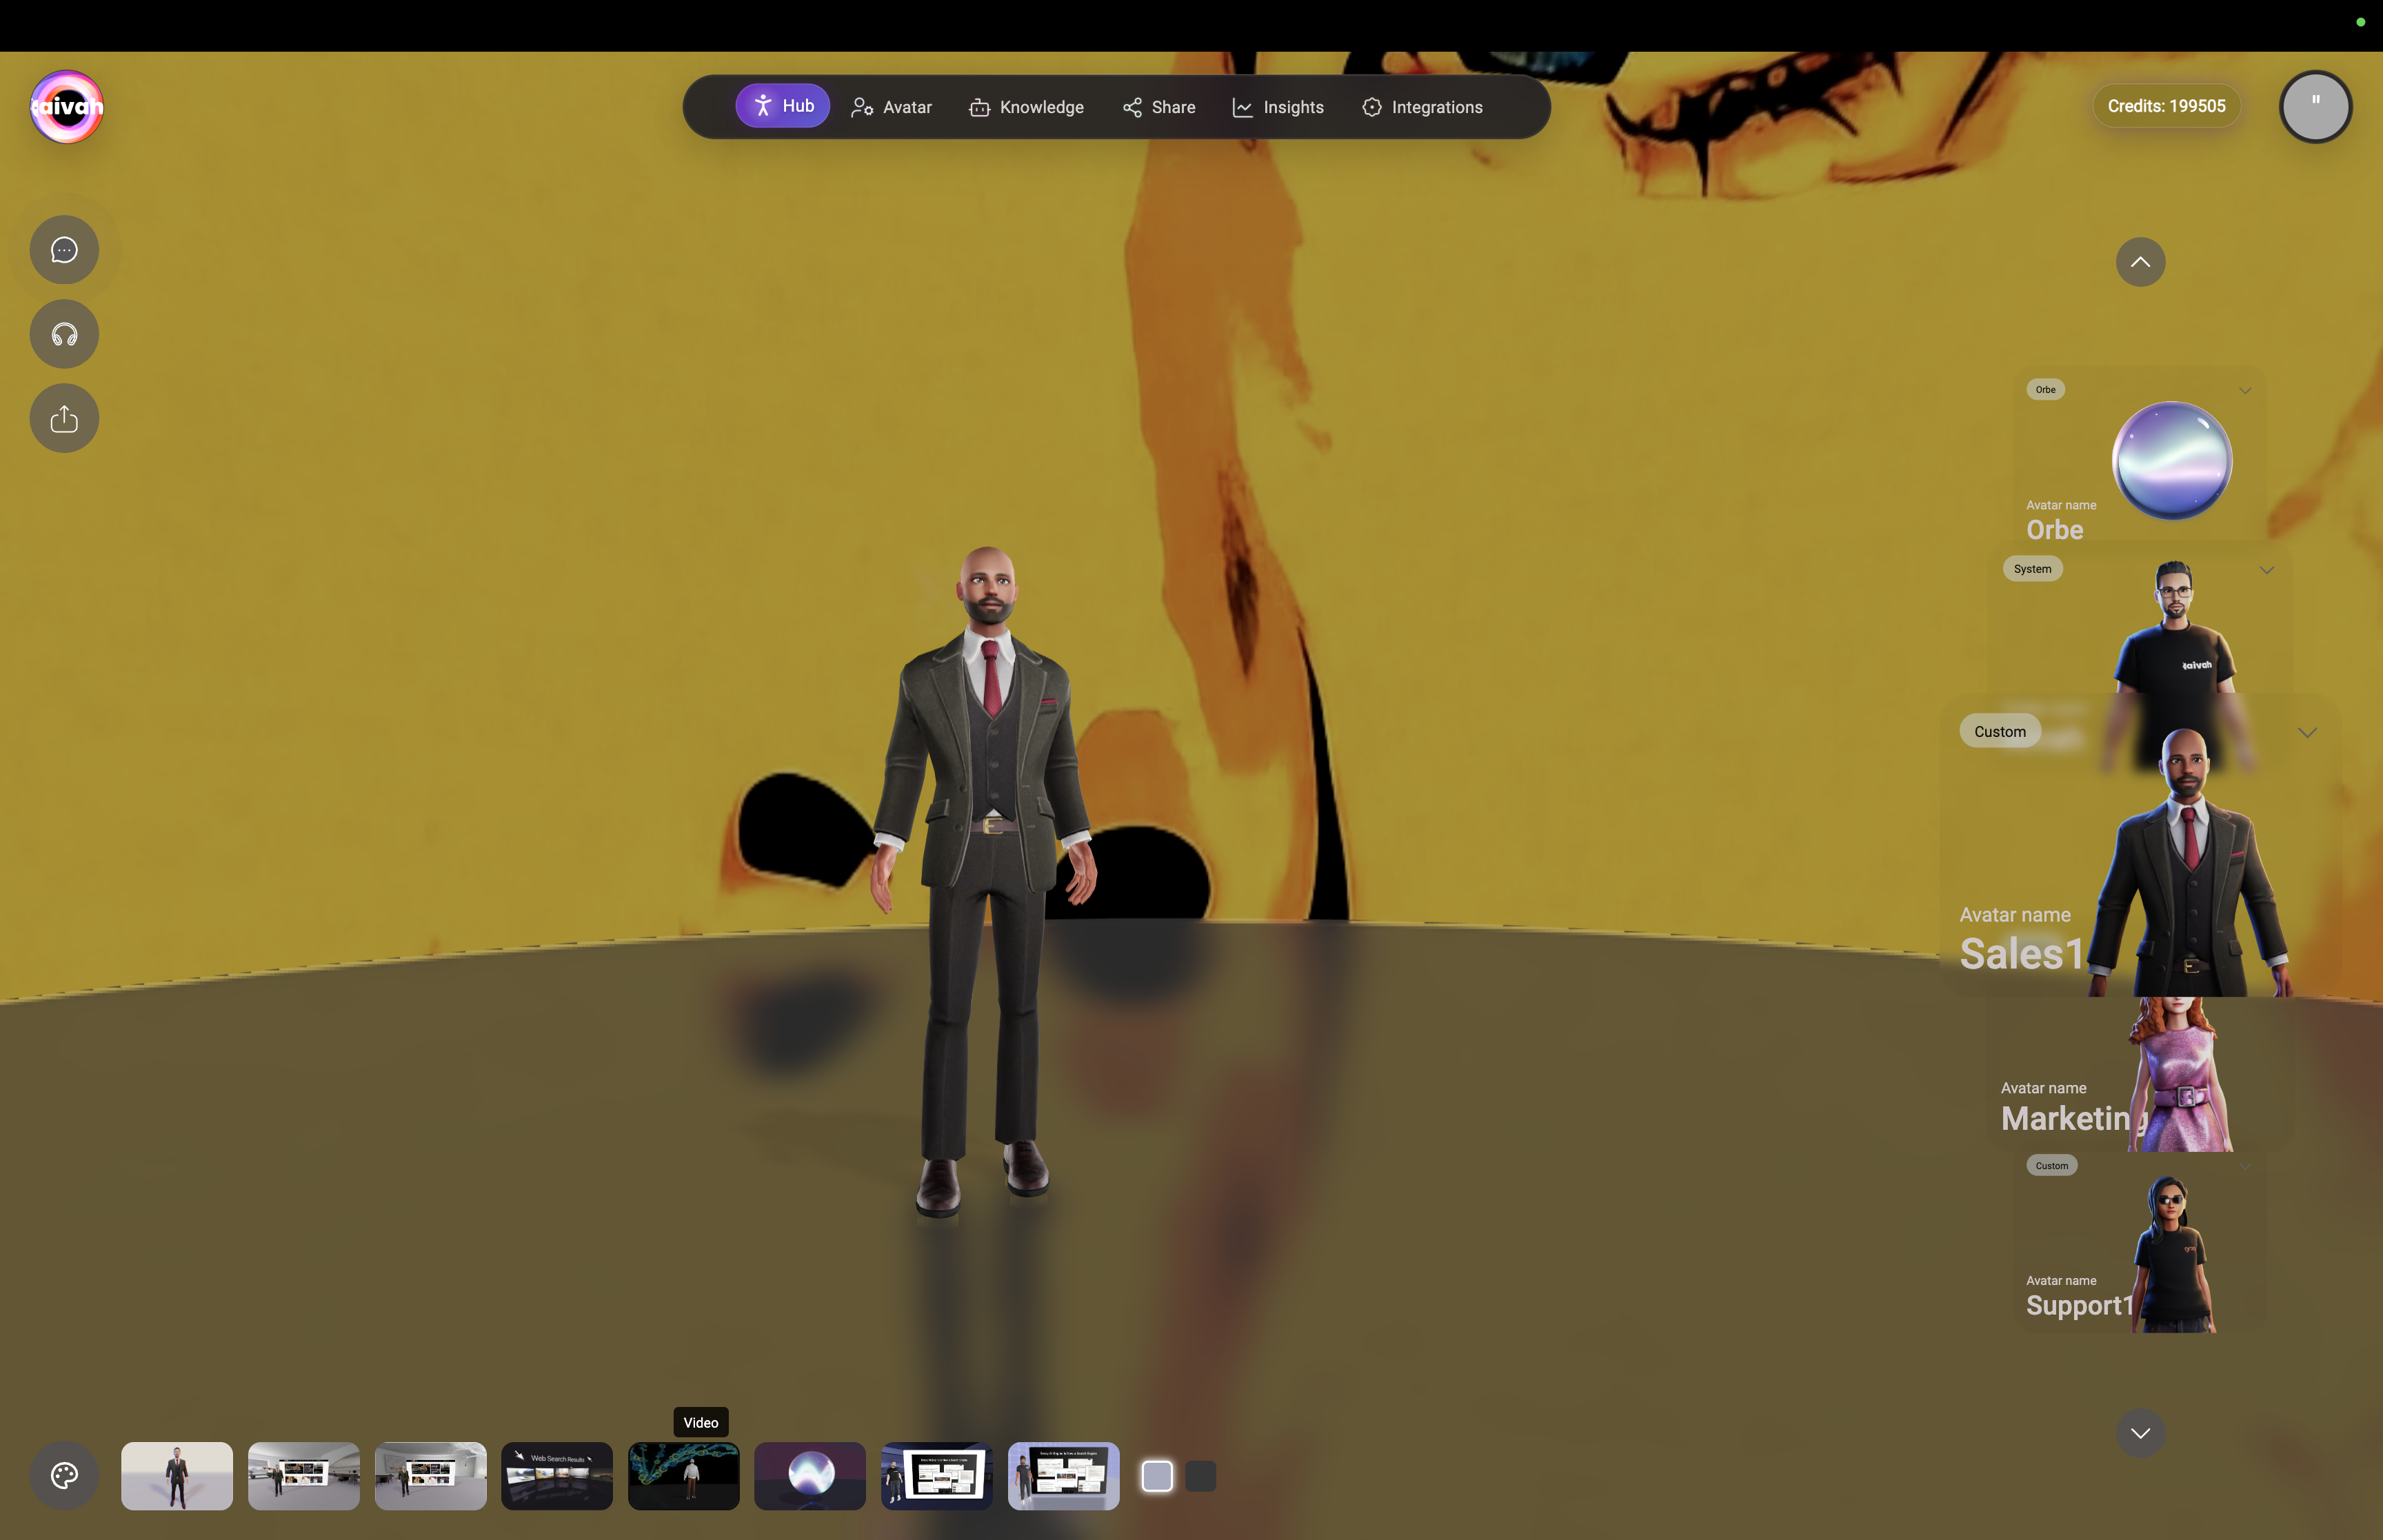 aivah
Hub
Avatar
Knowledge
Share
Insights
Integrations
Credits: 199505
"
Orbe
Avatar name
Orbe
System
aivah
Custom
Avatar name
Sales1
Avatar name
Marketing
Custom
Avatar name
Support1
Video
Web Search Results